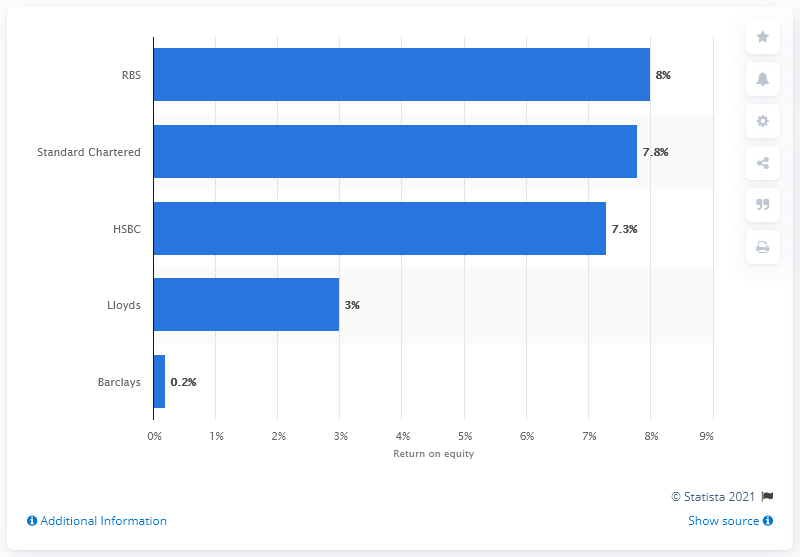 RBS 8%
Standard Chartered 7.8%
HSBC 7.3%
Lloyds 3%
Barclays 0.2%
0% 1% 2% 3% 4% 5% 6% 7% 8% 9%
Return on equity
© Statista 2021
Additional Information Show source